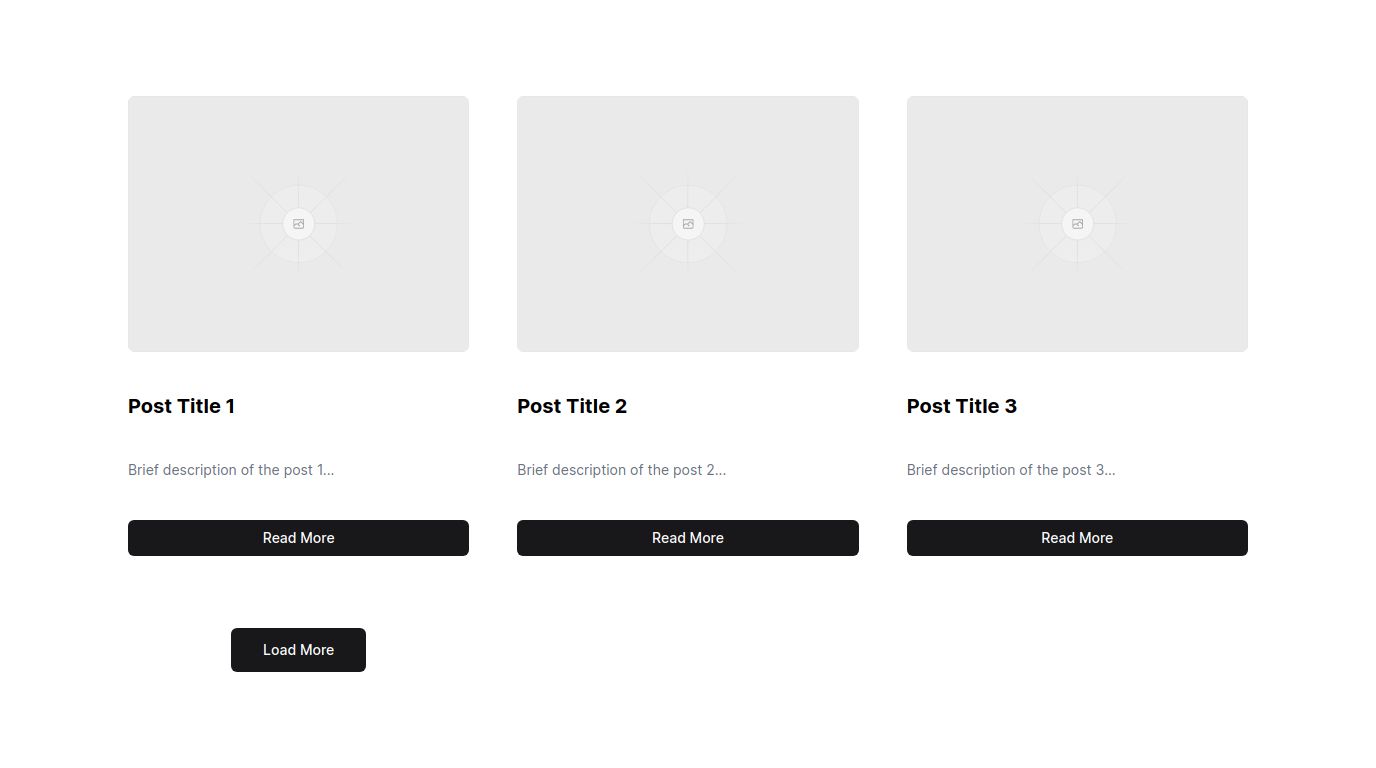 Post Title 1
Brief description of the post 1...
Read More
Post Title 2
Brief description of the post 2...
Read More
Post Title 3
Brief description of the post 3...
Read More
Load More